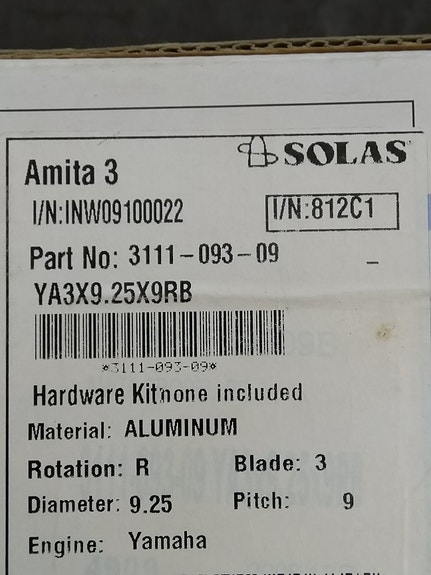 SOLAS
Amita 3
I/N:INW09100022 I/N:812C1
Part No: 3111-093-09 _
YA3X9.25X9RB
*3111-093-09*
Hardware Kit:none included
Material: ALUMINUM
Rotation: R Blade: 3
Diameter: 9.25 Pitch: 9
Engine: Yamaha